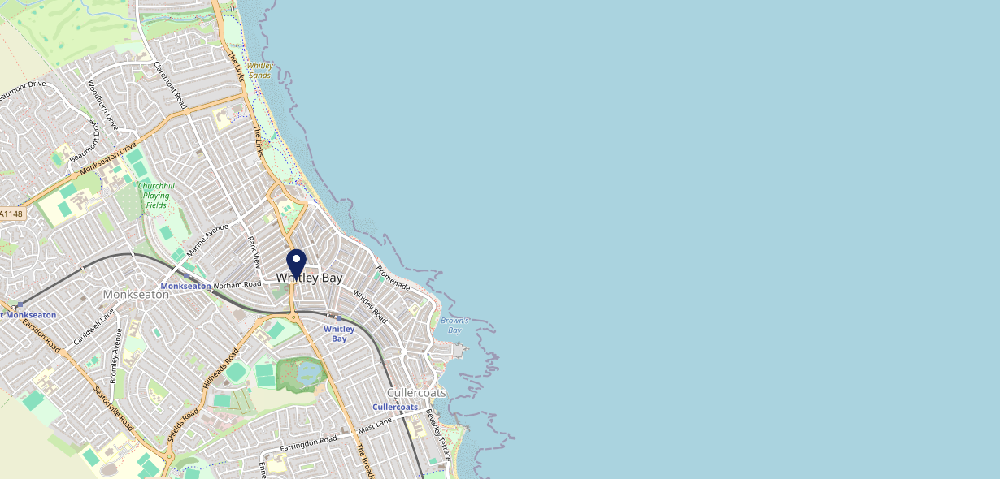 The Links
Whitley
Sands
Claremont Road
Beaumont Drive
Woodburn Drive
Beaumont Drive
The Links
Monkseaton Drive
Churchhill
Playing
Fields
A1148
Marine Avenue
Park View
Promenade
Whitley Bay
Monkseaton
Norham Road
Monkseaton
Whitley Road
t Monkseaton
Cauldwell Lane
Earsdon Road
Brown's
Bay
Whitley
Bay
Bromley Avenue
Hillheads Road
Cullercoats
Seatonville Road
Cullercoats
Shields Road
Mast Lane
Beverley Terrace
Farringdon Road
The Broadw
Enne